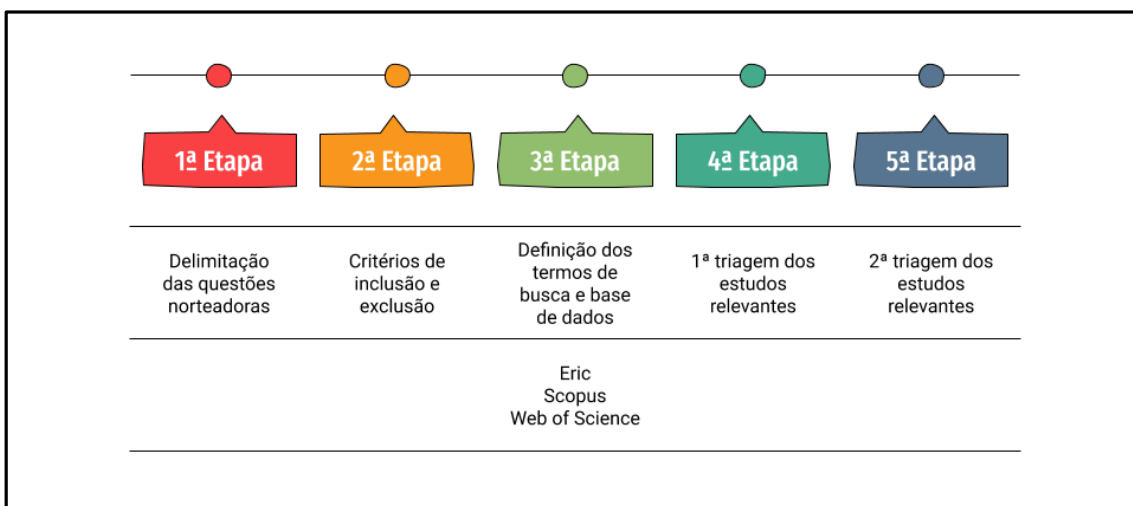 1ª Etapa
2ª Etapa
3ª Etapa
4ª Etapa
5ª Etapa
Delimitação
das questões
norteadoras
Critérios de
inclusão e
exclusão
Definição dos
termos de
busca e base
de dados
1ª triagem dos
estudos
relevantes
2ª triagem dos
estudos
relevantes
Eric
Scopus
Web of Science